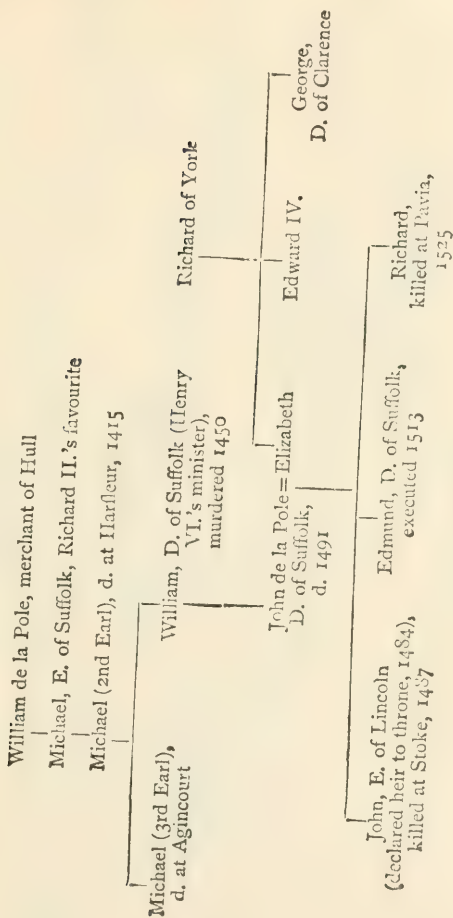 William de la Pole, merchant of Hull
Michael, E. of Suffolk, Richard II.'s favourite
Michael (2nd Earl), d. at Harfleur, 1415
Michael (3rd Earl),
d. at Agincourt
William, D. of Suffolk (Henry
VI.'s minister),
murdered 1450
Richard of York
John de la Pole = Elizabeth
D. of Suffolk,
d. 1491
Edward IV.
George,
D. of Clarence
John, E. of Lincoln
(declared heir to throne, 1484),
killed at Stoke, 1487
Edmund, D. of Suffolk,
executed 1513
Richard,
killed at Pavia,
1525